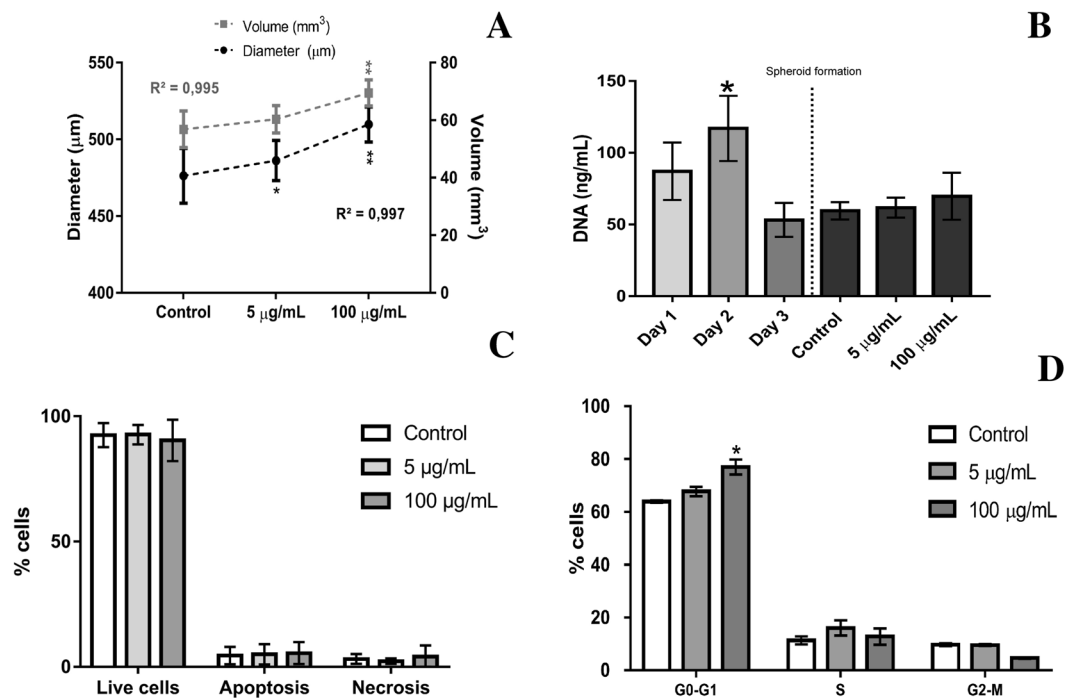 A
Volume (mm³)
Diameter (μm)
550
500
450
400
Diameter (μm)
80
60
40
20
0
Volume (mm³)
R² = 0,995
**
*
**
R² = 0,997
Control
5 μg/mL
100 μg/mL
B
Spheroid formation
150
100
50
0
DNA (ng/mL)
*
Day 1
Day 2
Day 3
Control
5 μg/mL
100 μg/mL
C
100
50
0
% cells
Control
5 µg/mL
100 µg/mL
Live cells
Apoptosis
Necrosis
D
100
80
60
40
20
0
% cells
*
Control
5 μg/mL
100 μg/mL
G0-G1
S
G2-M